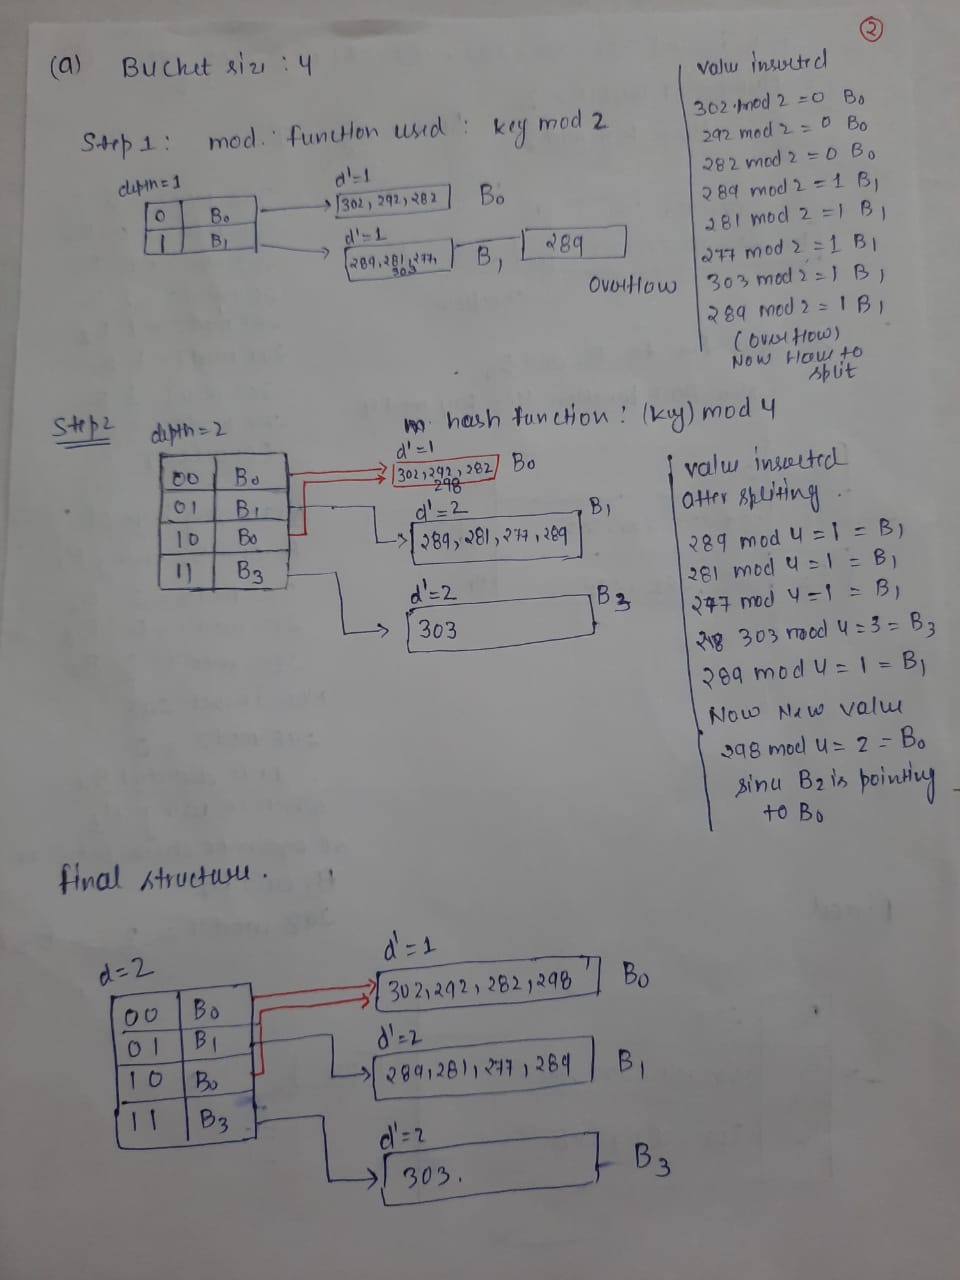 2
(a) Bucket size : 4
Step 1: mod. function used: key mod 2
depth=1
0 B0
1 B1
d'=1
302, 292, 282 B0
d'=1
289, 281, 277, B1
303
289
Overflow
value inserted
302 mod 2 = 0 B0
292 mod 2 = 0 B0
282 mod 2 = 0 B0
289 mod 2 = 1 B1
281 mod 2 = 1 B1
277 mod 2 = 1 B1
303 mod 2 = 1 B1
289 mod 2 = 1 B1
(overflow)
Now How to
split
Step 2
depth=2
hash function: (key) mod 4
00 B0
01 B1
10 B0
11 B3
d'=1
302, 292, 282 B0
298
d'=2
289, 281, 277, 289 B1
d'=2
303 B3
value inserted
after spliting.
289 mod 4 = 1 = B1
281 mod 4 = 1 = B1
277 mod 4 = 1 = B1
303 mod 4 = 3 = B3
289 mod 4 = 1 = B1
Now New value
298 mod 4 = 2 = B0
since B2 is pointing
to B0
final structure.
d=2
00 B0
01 B1
10 B0
11 B3
d'=1
302, 292, 282, 298 B0
d'=2
289, 281, 277, 289 B1
d'=2
303. B3